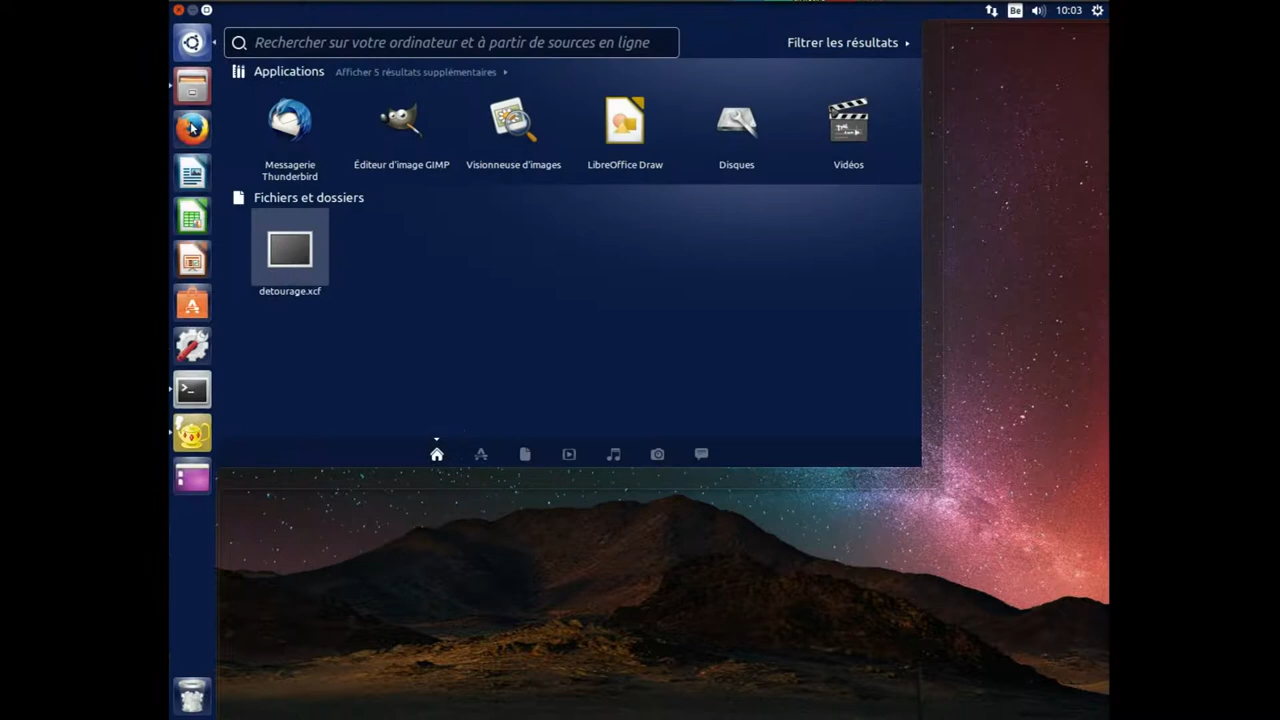 Be 10:03
Rechercher sur votre ordinateur et à partir de sources en ligne
Filtrer les résultats
Applications Afficher 5 résultats supplémentaires
Messagerie
Thunderbird
Éditeur d'image GIMP
Visionneuse d'images
LibreOffice Draw
Disques
Vidéos
Fichiers et dossiers
detourage.xcf